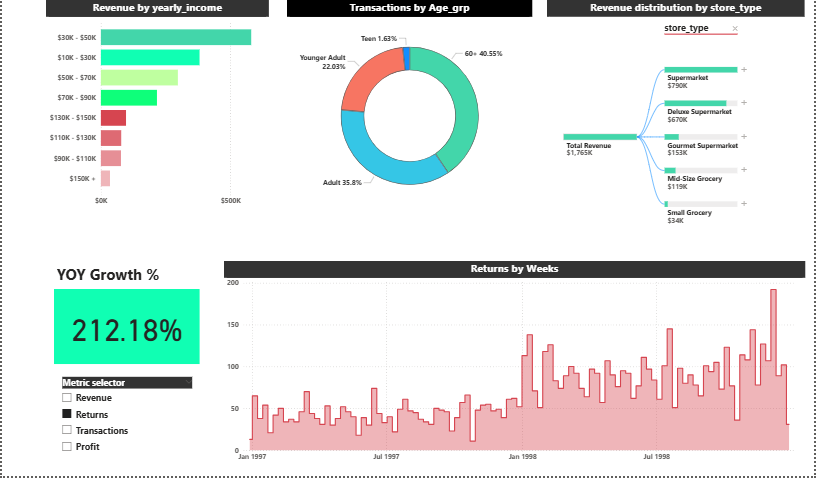 Revenue by yearly_income
$30K - $50K
$10K - $30K
$50K - $70K
$70K - $90K
$130K - $150K
$110K - $130K
$90K - $110K
$150K +
$0K
$500K
Transactions by Age_grp
Teen 1.63%
Younger Adult
22.03%
60+ 40.55%
Adult 35.8%
Revenue distribution by store_type
store_type
Total Revenue
$1,765K
Supermarket
$790K
Deluxe Supermarket
$670K
Gourmet Supermarket
$153K
Mid-Size Grocery
$119K
Small Grocery
$34K
YOY Growth %
212.18%
Metric selector
Revenue
Returns
Transactions
Profit
Returns by Weeks
200
150
100
50
0
Jan 1997
Jul 1997
Jan 1998
Jul 1998